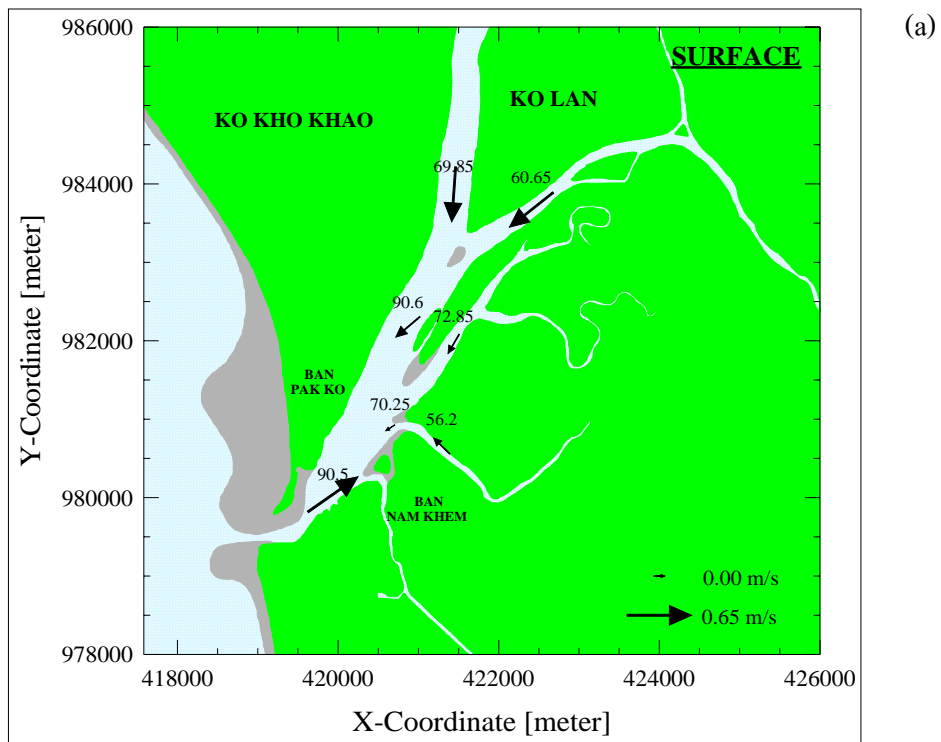 (a)
986000
SURFACE
KO LAN
KO KHO KHAO
984000
69.85
60.65
90.6
72.85
982000
BAN
PAK KO
70.25
56.2
90.5
980000
BAN
NAM KHEM
0.00 m/s
0.65 m/s
978000
418000 420000 422000 424000 426000
X-Coordinate [meter]
Y-Coordinate [meter]